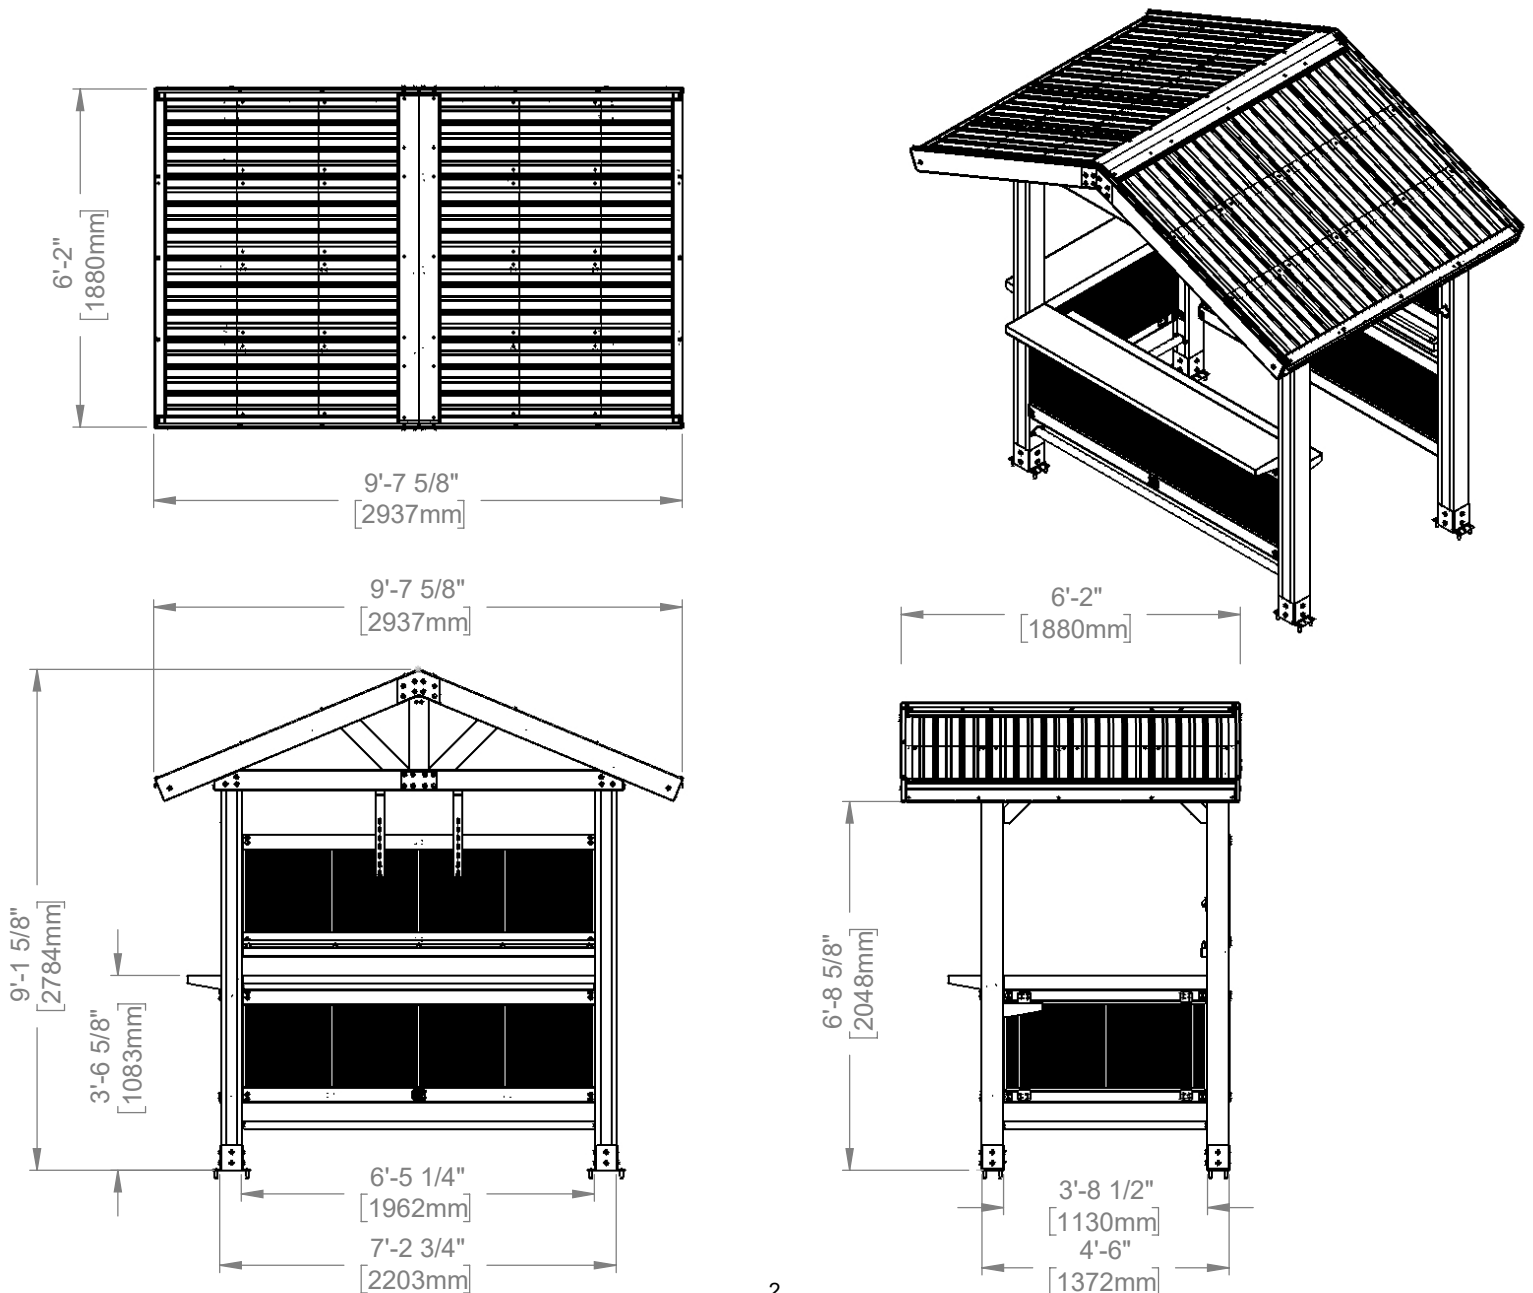 6'-2"
[1880mm]
9'-7 5/8"
[2937mm]
9'-7 5/8"
[2937mm]
9'-1 5/8"
[2784mm]
3'-6 5/8"
[1083mm]
6'-5 1/4"
[1962mm]
7'-2 3/4"
[2203mm]
6'-2"
[1880mm]
6'-8 5/8"
[2048mm]
3'-8 1/2"
[1130mm]
4'-6"
[1372mm]
2